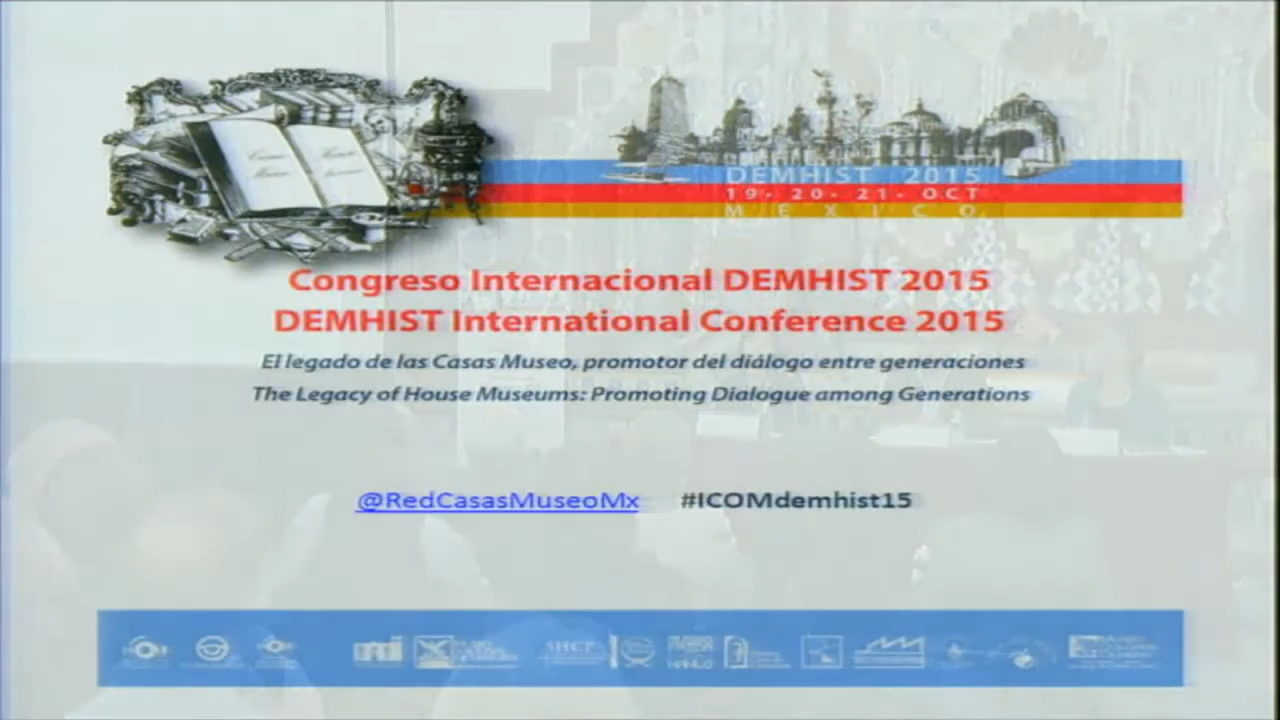 DEMHIST 2015
19 · 20 · 21 · OCT
MEXICO
Congreso Internacional DEMHIST 2015
DEMHIST International Conference 2015
El legado de las Casas Museo, promotor del diálogo entre generaciones
The Legacy of House Museums: Promoting Dialogue among Generations
@RedCasasMuseoMx #ICOMdemhist15
SHCP